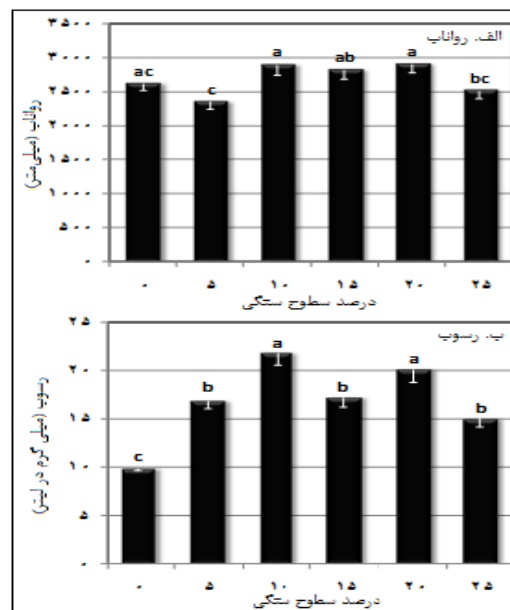 الف. رواناب
رواناب (میلی‌متر)
۳۵۰۰
۳۰۰۰
۲۵۰۰
۲۰۰۰
۱۵۰۰
۱۰۰۰
۵۰۰
۰
ac
c
a
ab
a
bc
۰ ۵ ۱۰ ۱۵ ۲۰ ۲۵
درصد سطوح سنگی
ب. رسوب
رسوب (میلی گرم در لیتر)
۲۵
۲۰
۱۵
۱۰
۵
۰
c
b
a
b
a
b
۰ ۵ ۱۰ ۱۵ ۲۰ ۲۵
درصد سطوح سنگی